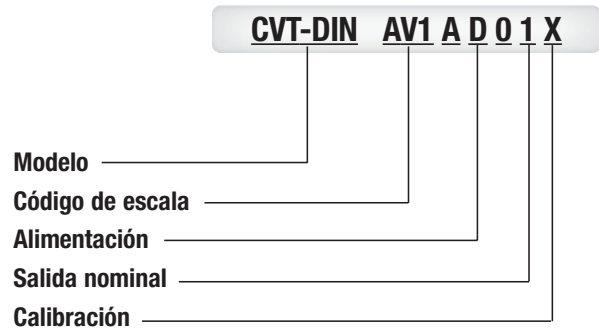 CVT-DIN AV1 A D 0 1 X
Modelo
Código de escala
Alimentación
Salida nominal
Calibración